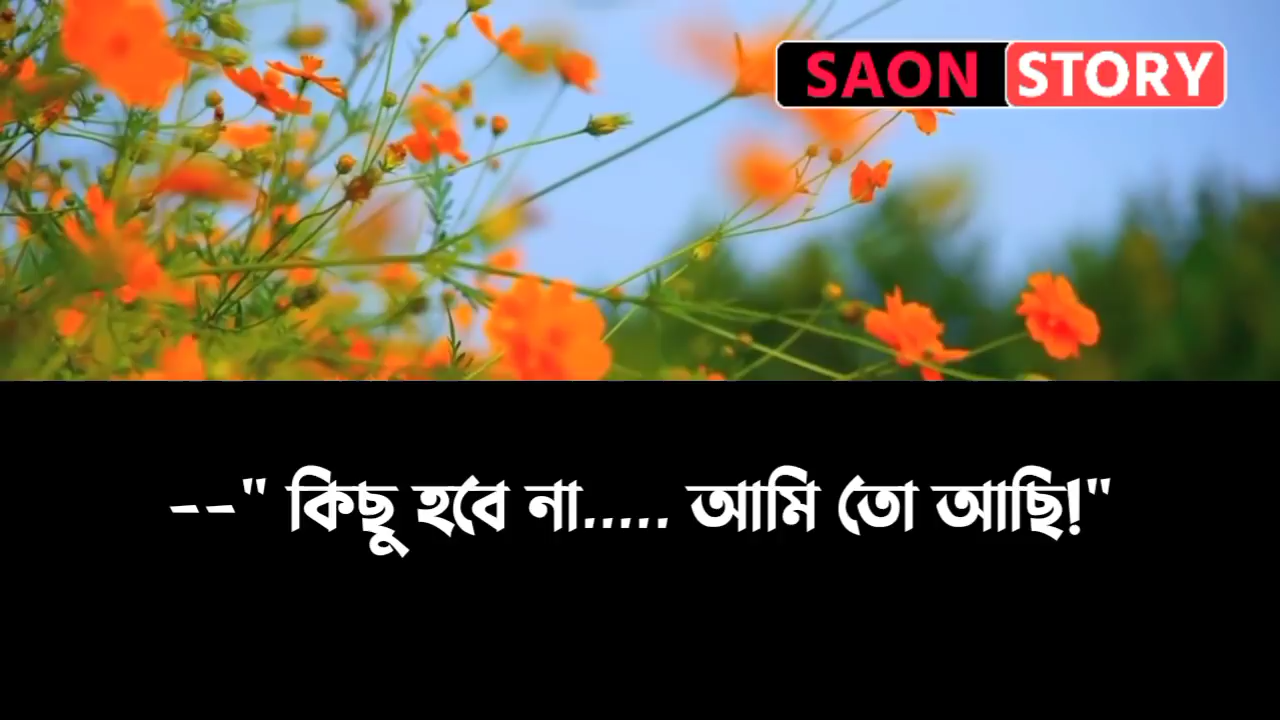 SAON STORY
--" কিছু হবে না..... আমি তো আছি!"